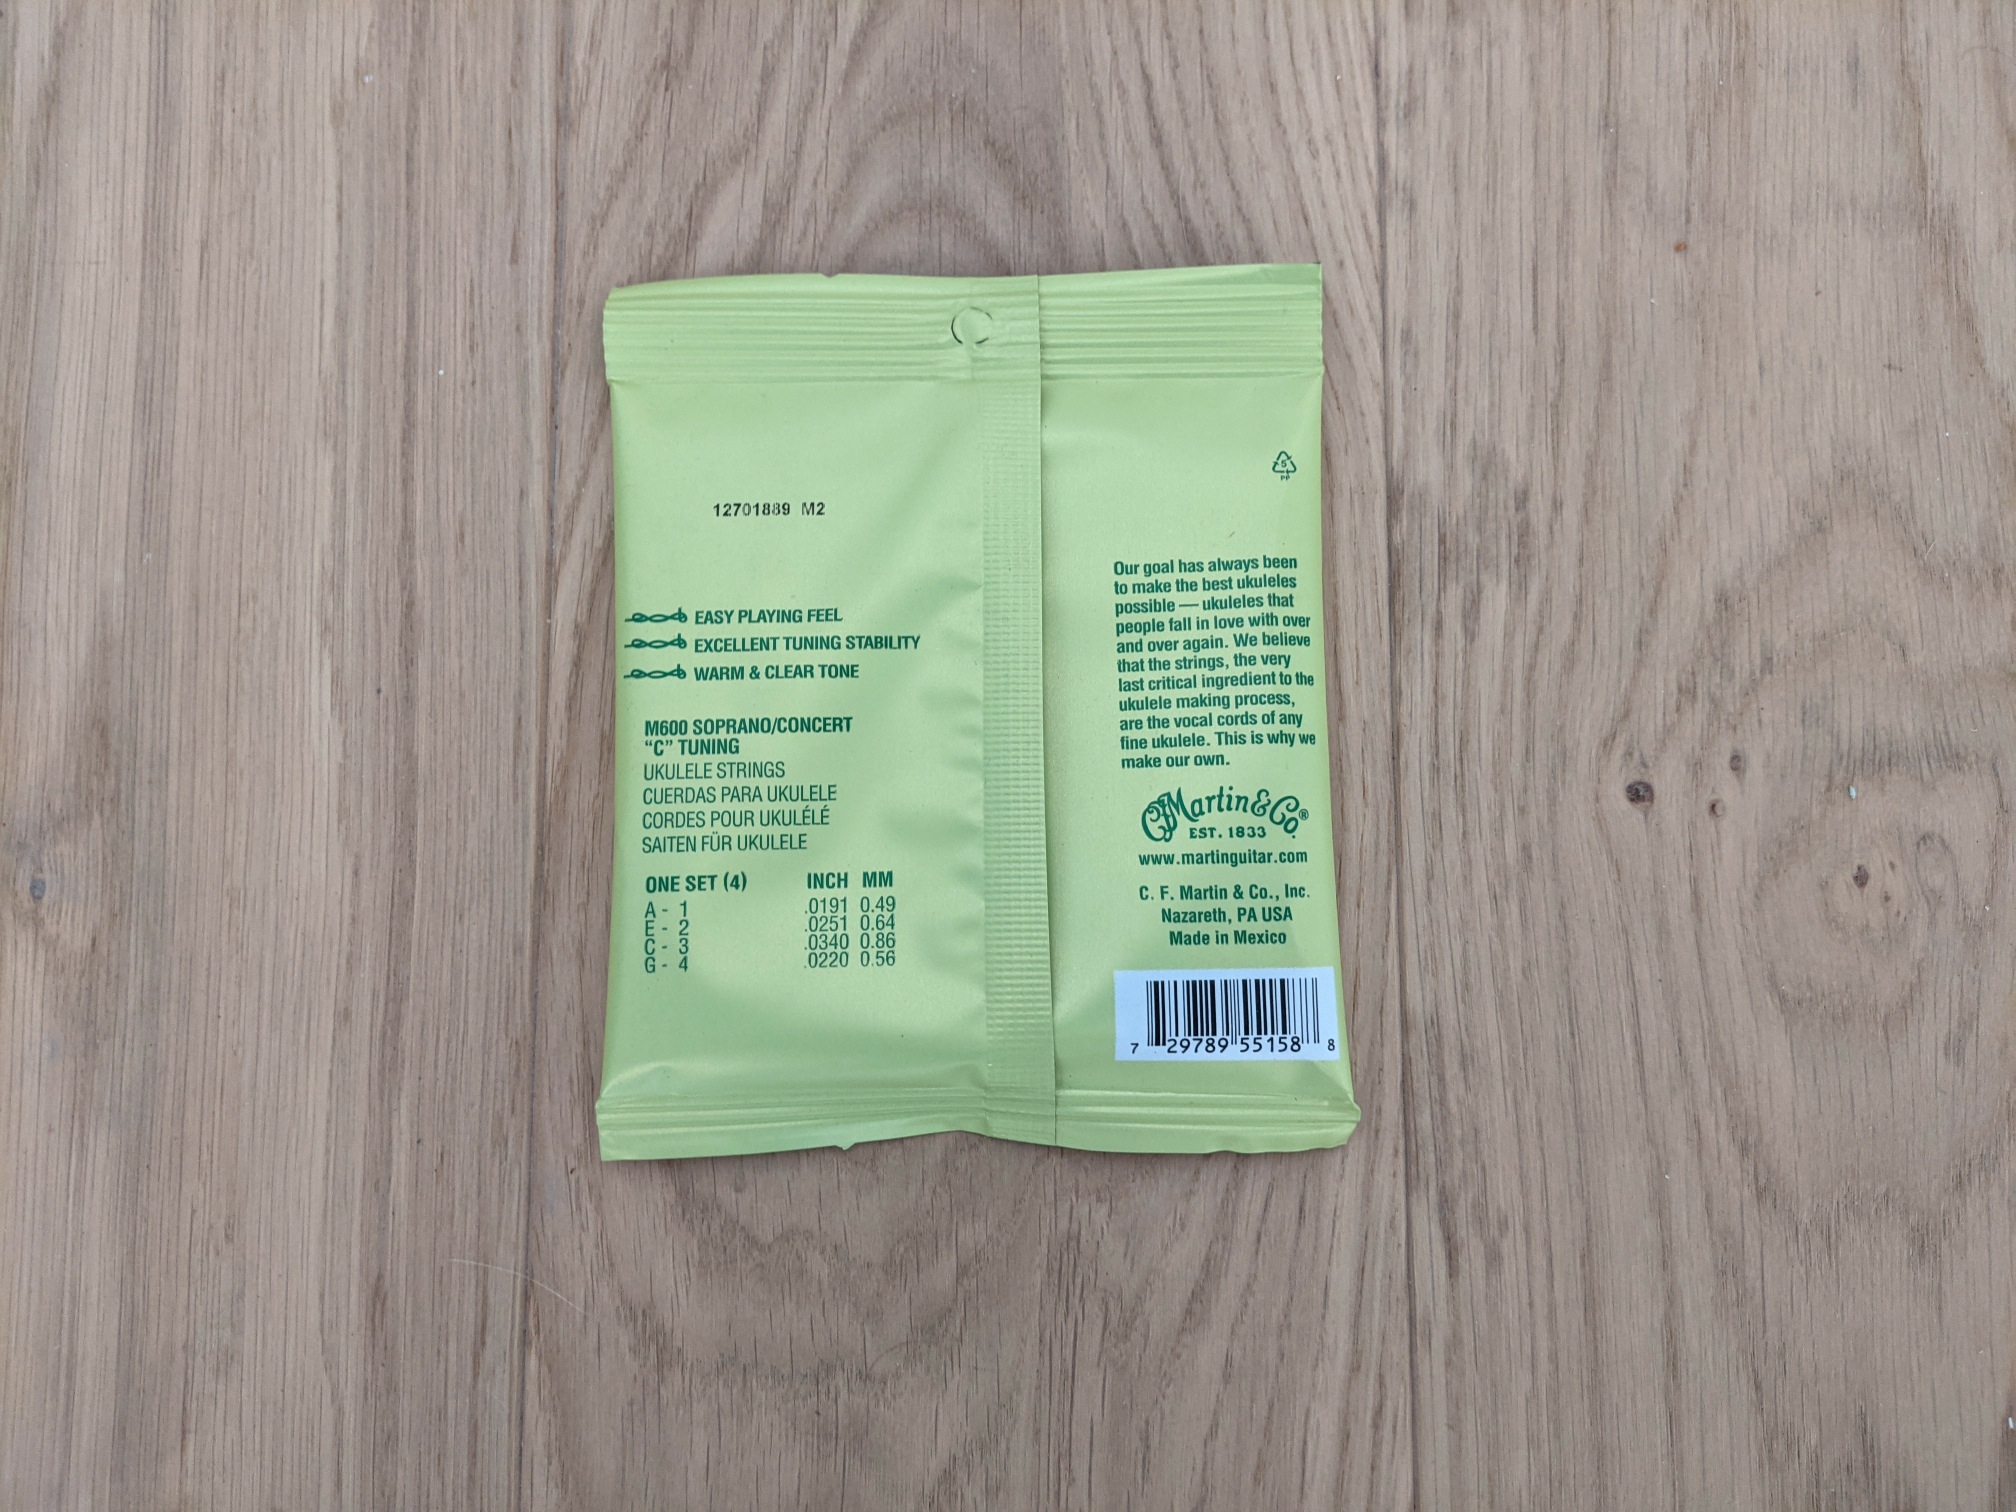 12701889 M2
EASY PLAYING FEEL
EXCELLENT TUNING STABILITY
WARM & CLEAR TONE
M600 SOPRANO/CONCERT
“C” TUNING
UKULELE STRINGS
CUERDAS PARA UKULELE
CORDES POUR UKULÉLÉ
SAITEN FÜR UKULELE
ONE SET (4) INCH MM
A - 1 .0191 0.49
E - 2 .0251 0.64
C - 3 .0340 0.86
G - 4 .0220 0.56
5
PP
Our goal has always been
to make the best ukuleles
possible — ukuleles that
people fall in love with over
and over again. We believe
that the strings, the very
last critical ingredient to the
ukulele making process,
are the vocal cords of any
fine ukulele. This is why we
make our own.
CF Martin & Co.®
EST. 1833
www.martinguitar.com
C. F. Martin & Co., Inc.
Nazareth, PA USA
Made in Mexico
7 29789 55158 8